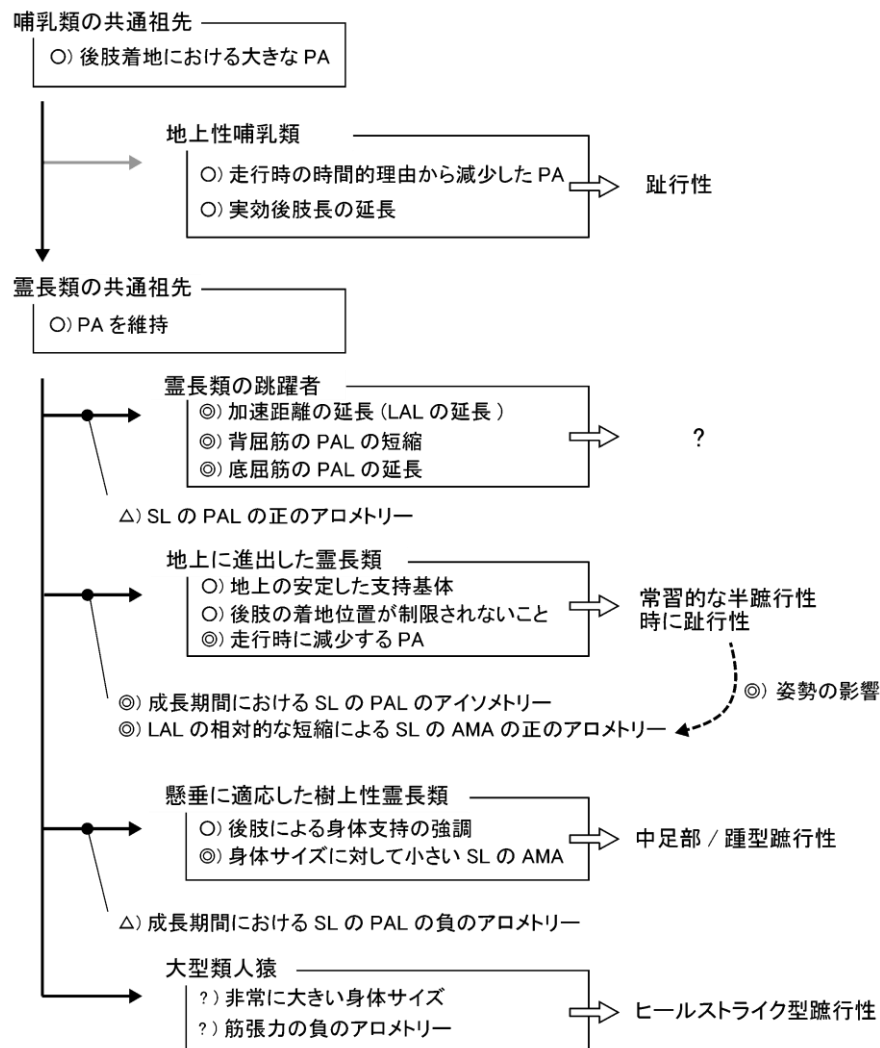 哺乳類の共通祖先
○) 後肢着地における大きな PA
地上性哺乳類
○) 走行時の時間的理由から減少した PA
○) 実効後肢長の延長
趾行性
霊長類の共通祖先
○) PA を維持
霊長類の跳躍者
◎) 加速距離の延長 (LAL の延長 )
◎) 背屈筋の PAL の短縮
◎) 底屈筋の PAL の延長
?
△) SL の PAL の正のアロメトリー
地上に進出した霊長類
○) 地上の安定した支持基体
○) 後肢の着地位置が制限されないこと
◎) 走行時に減少する PA
常習的な半蹠行性
時に趾行性
◎) 姿勢の影響
◎) 成長期間における SL の PAL のアイソメトリー
◎) LAL の相対的な短縮による SL の AMA の正のアロメトリー
懸垂に適応した樹上性霊長類
○) 後肢による身体支持の強調
◎) 身体サイズに対して小さい SL の AMA
中足部 / 踵型蹠行性
△) 成長期間における SL の PAL の負のアロメトリー
大型類人猿
? ) 非常に大きい身体サイズ
? ) 筋張力の負のアロメトリー
ヒールストライク型蹠行性